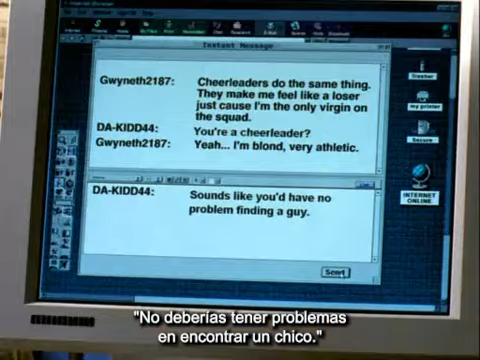 Instant Message
Gwyneth2187: Cheerleaders do the same thing.
They make me feel like a loser
just cause I'm the only virgin on
the squad.
DA-KIDD44: You're a cheerleader?
Gwyneth2187: Yeah... I'm blond, very athletic.
DA-KIDD44: Sounds like you'd have no
problem finding a guy.
Send
my printer
Secure
INTERNET
ONLINE
"No deberías tener problemas
en encontrar un chico."